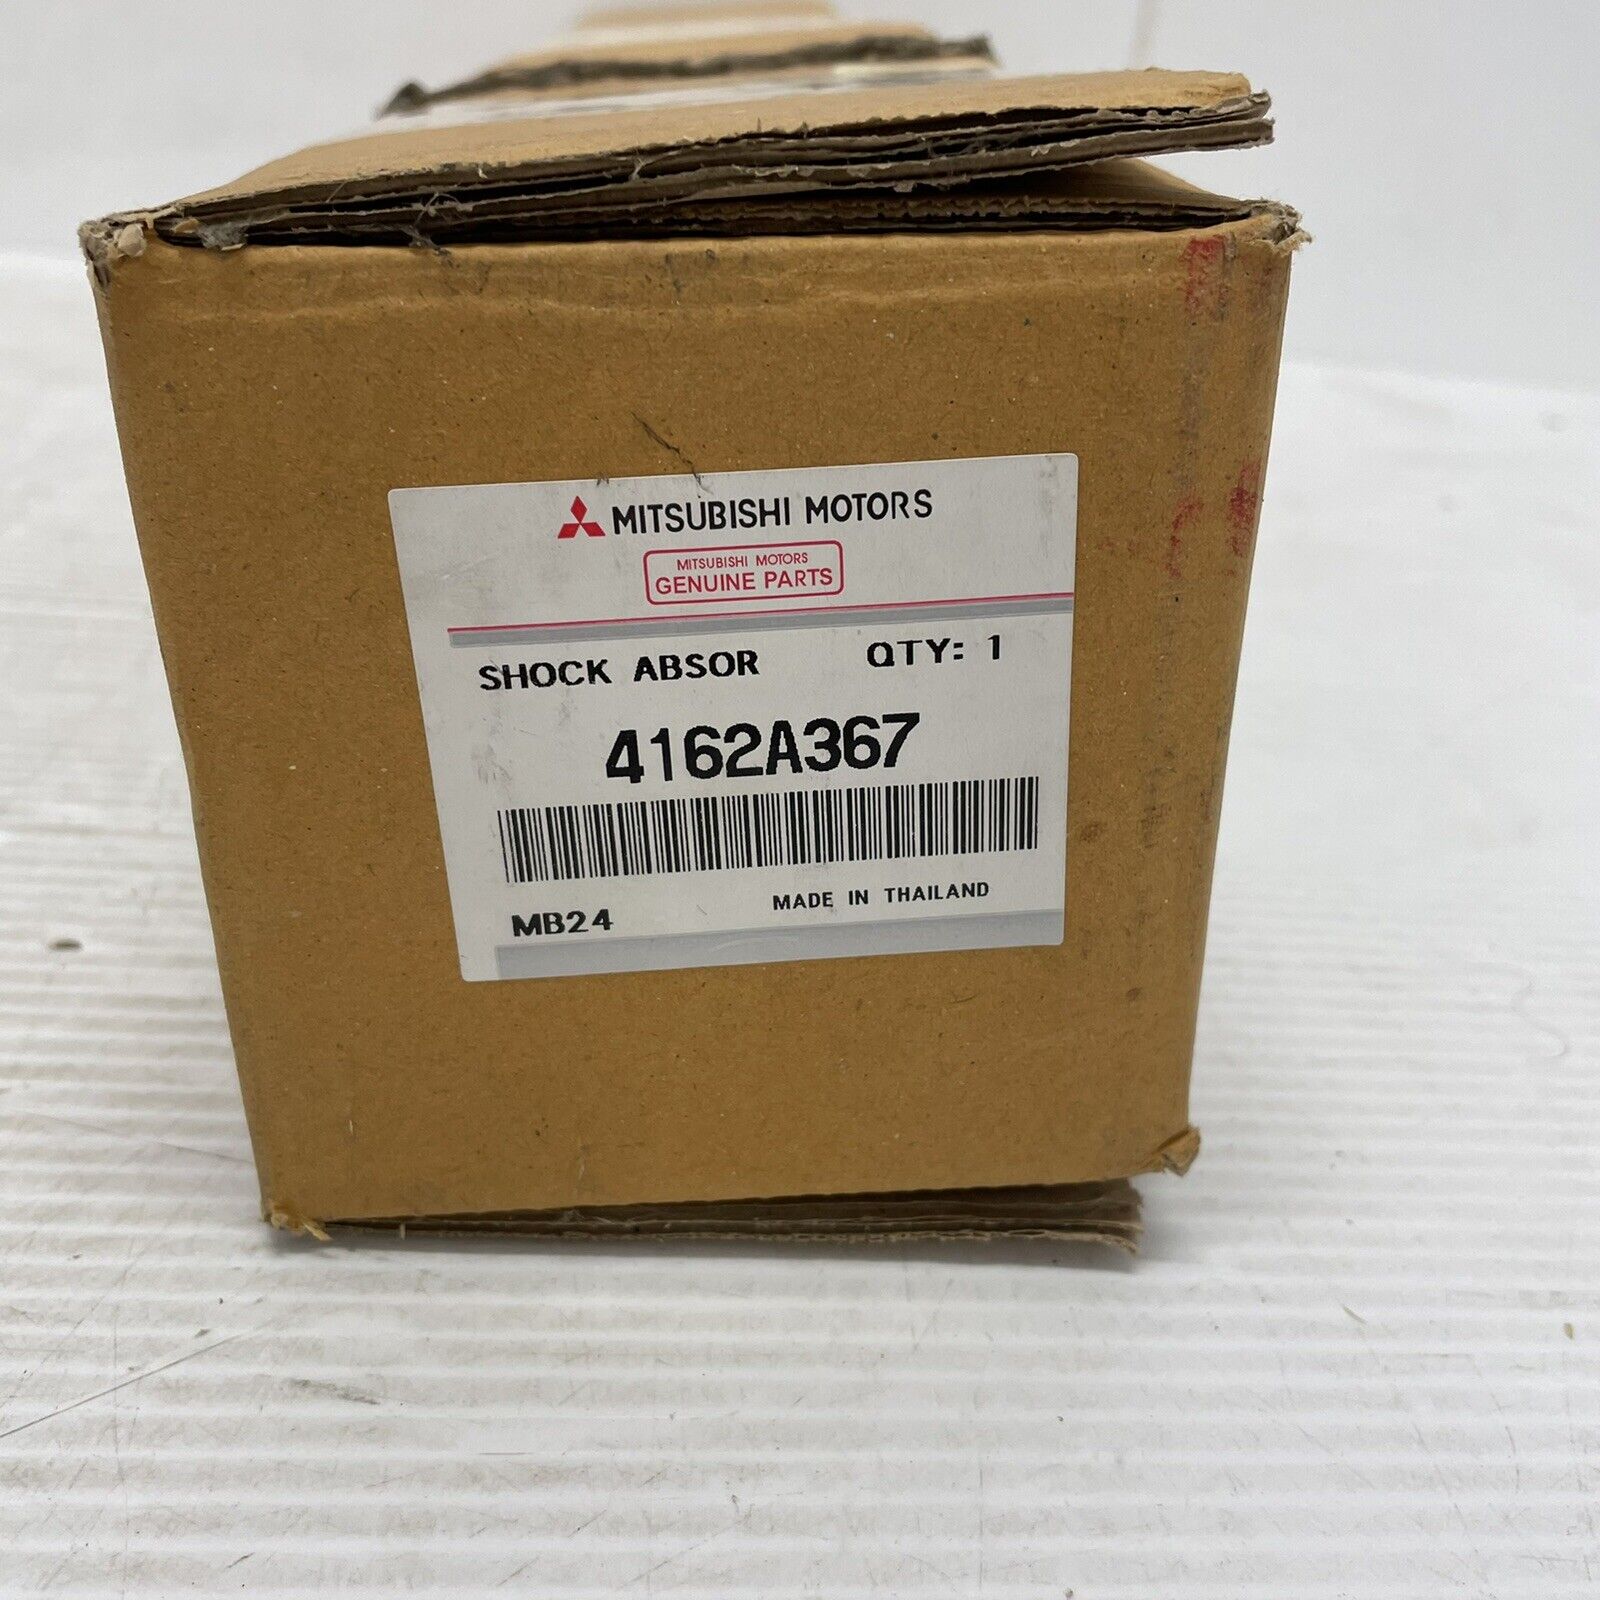 MITSUBISHI MOTORS
MITSUBISHI MOTORS
GENUINE PARTS
SHOCK ABSOR QTY: 1
4162A367
MB24 MADE IN THAILAND